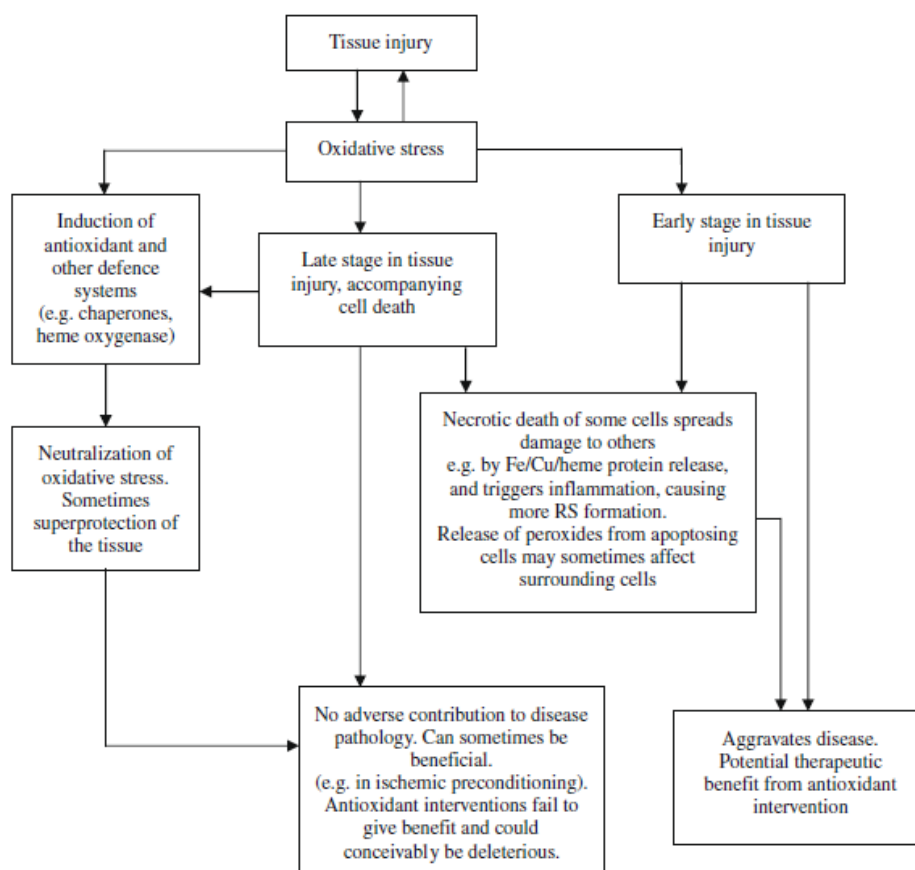 Tissue injury
Oxidative stress
Induction of
antioxidant and
other defence
systems
(e.g. chaperones,
heme oxygenase)
Late stage in tissue
injury, accompanying
cell death
Early stage in tissue
injury
Neutralization of
oxidative stress.
Sometimes
superprotection of
the tissue
Necrotic death of some cells spreads
damage to others
e.g. by Fe/Cu/heme protein release,
and triggers inflammation, causing
more RS formation.
Release of peroxides from apoptosing
cells may sometimes affect
surrounding cells
No adverse contribution to disease
pathology. Can sometimes be
beneficial.
(e.g. in ischemic preconditioning).
Antioxidant interventions fail to
give benefit and could
conceivably be deleterious.
Aggravates disease.
Potential therapeutic
benefit from antioxidant
intervention